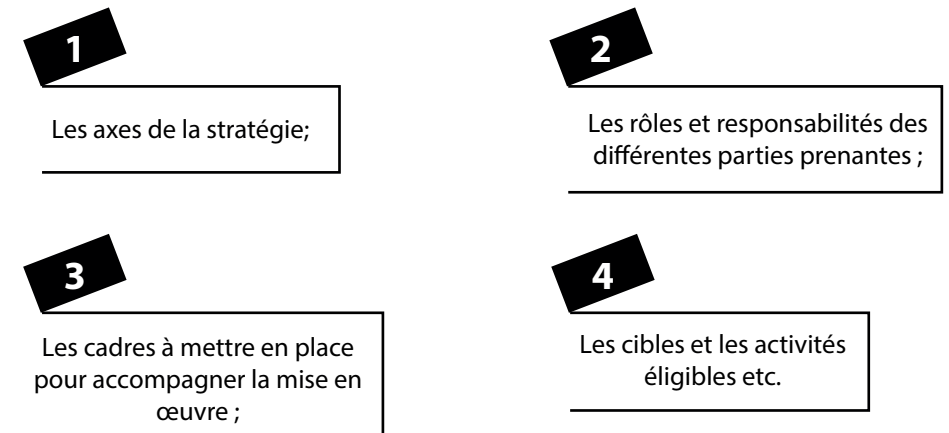 1
Les axes de la stratégie;
2
Les rôles et responsabilités des
différentes parties prenantes ;
3
Les cadres à mettre en place
pour accompagner la mise en
œuvre ;
4
Les cibles et les activités
éligibles etc.